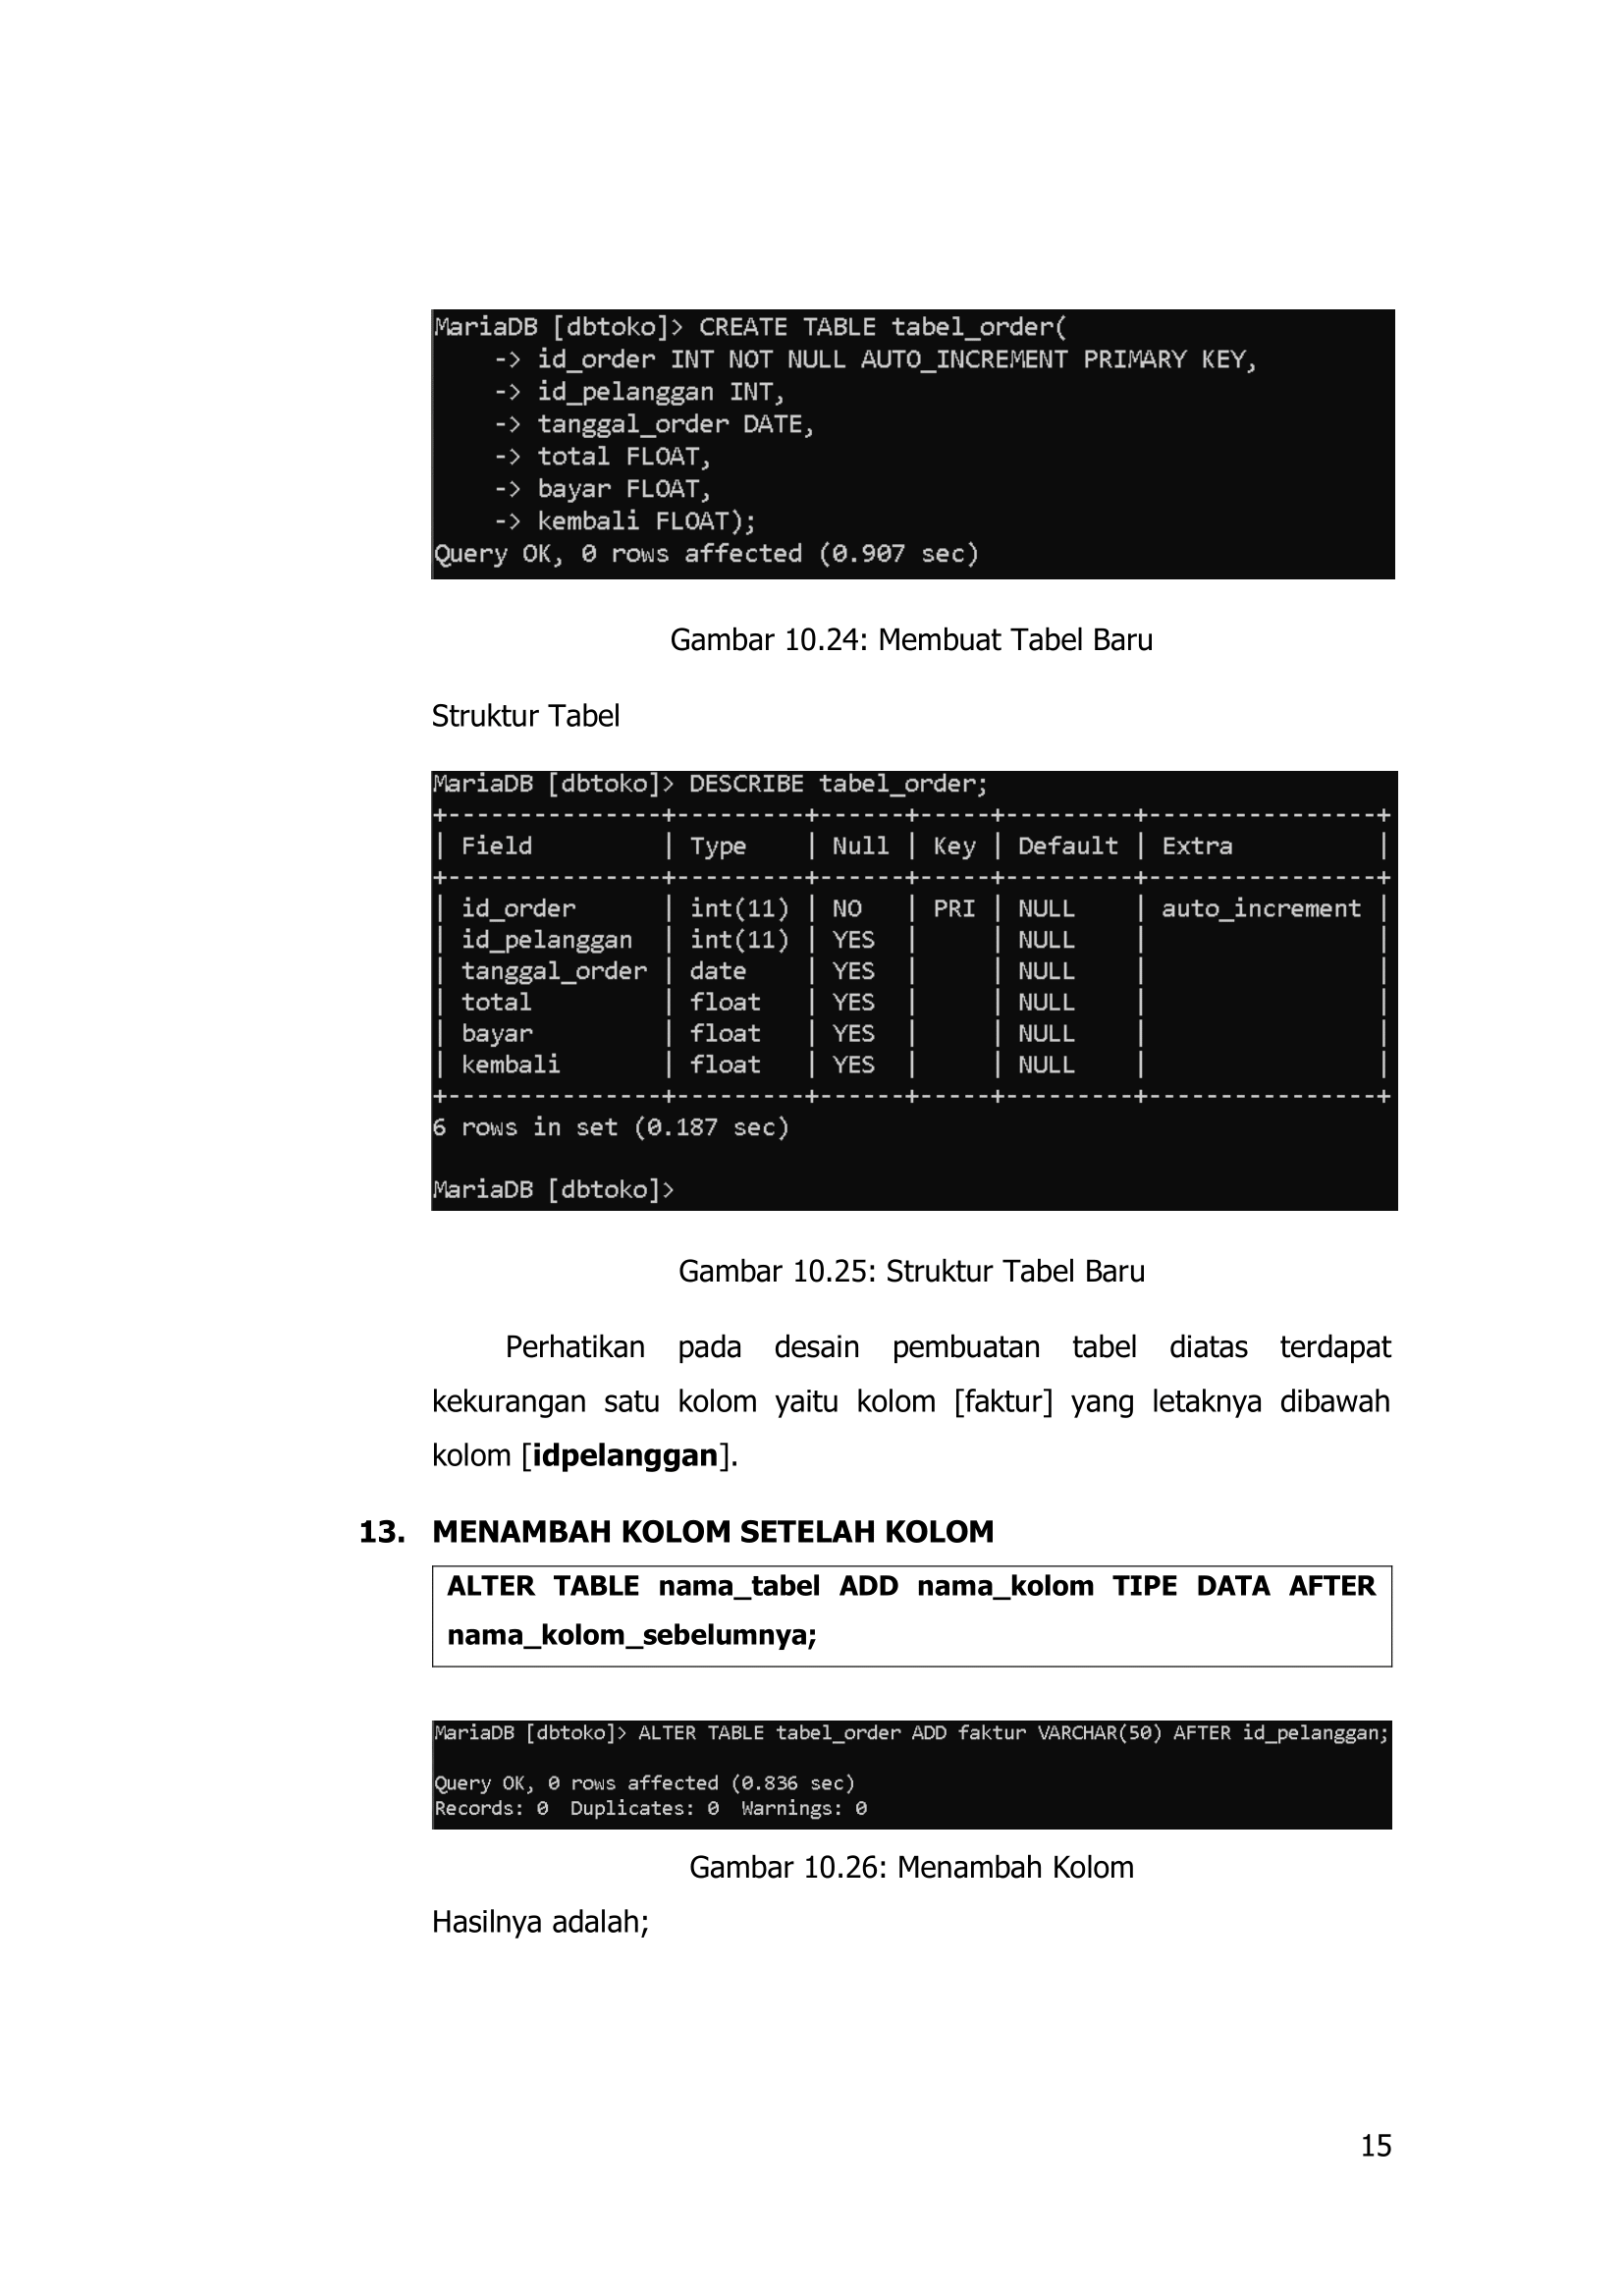 MariaDB [dbtoko]> CREATE TABLE tabel_order(
    -> id_order INT NOT NULL AUTO_INCREMENT PRIMARY KEY,
    -> id_pelanggan INT,
    -> tanggal_order DATE,
    -> total FLOAT,
    -> bayar FLOAT,
    -> kembali FLOAT);
Query OK, 0 rows affected (0.907 sec)
Gambar 10.24: Membuat Tabel Baru
Struktur Tabel
MariaDB [dbtoko]> DESCRIBE tabel_order;
+---------------+---------+------+-----+---------+----------------+
| Field         | Type    | Null | Key | Default | Extra          |
+---------------+---------+------+-----+---------+----------------+
| id_order      | int(11) | NO   | PRI | NULL    | auto_increment |
| id_pelanggan  | int(11) | YES  |     | NULL    |                |
| tanggal_order | date    | YES  |     | NULL    |                |
| total         | float   | YES  |     | NULL    |                |
| bayar         | float   | YES  |     | NULL    |                |
| kembali       | float   | YES  |     | NULL    |                |
+---------------+---------+------+-----+---------+----------------+
6 rows in set (0.187 sec)
MariaDB [dbtoko]>
Gambar 10.25: Struktur Tabel Baru
Perhatikan pada desain pembuatan tabel diatas terdapat
kekurangan satu kolom yaitu kolom [faktur] yang letaknya dibawah
kolom [idpelanggan].
13. MENAMBAH KOLOM SETELAH KOLOM
ALTER TABLE nama_tabel ADD nama_kolom TIPE DATA AFTER
nama_kolom_sebelumnya;
MariaDB [dbtoko]> ALTER TABLE tabel_order ADD faktur VARCHAR(50) AFTER id_pelanggan;
Query OK, 0 rows affected (0.836 sec)
Records: 0  Duplicates: 0  Warnings: 0
Gambar 10.26: Menambah Kolom
Hasilnya adalah;
15